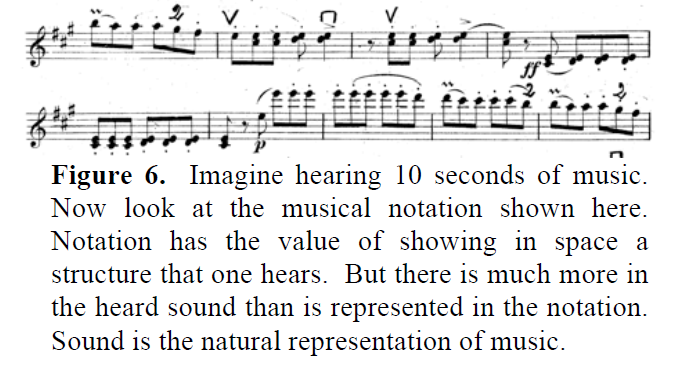 2
2
ff
p
2
2
Figure 6. Imagine hearing 10 seconds of music.
Now look at the musical notation shown here.
Notation has the value of showing in space a
structure that one hears. But there is much more in
the heard sound than is represented in the notation.
Sound is the natural representation of music.